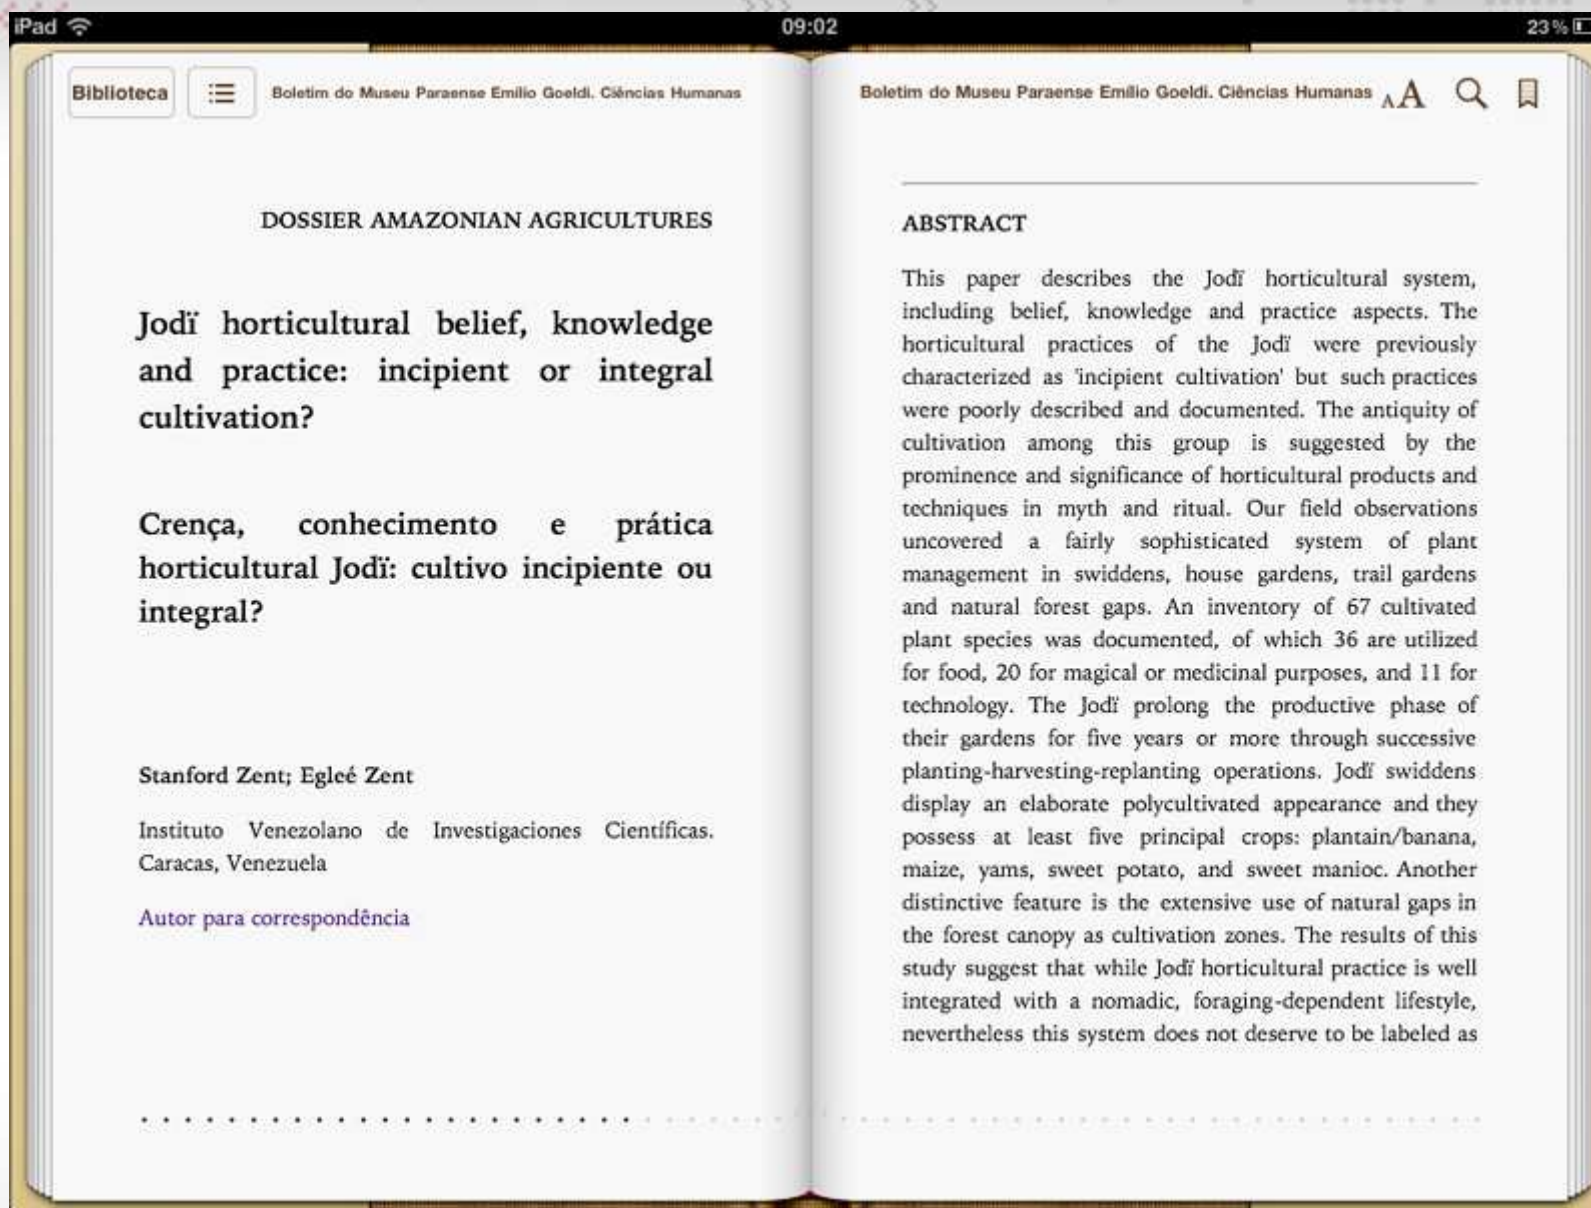 iPad 09:02 23%
Biblioteca
Boletim do Museu Paraense Emílio Goeldi. Ciências Humanas
DOSSIER AMAZONIAN AGRICULTURES
Jodï horticultural belief, knowledge
and practice: incipient or integral
cultivation?
Crença, conhecimento e prática
horticultural Jodï: cultivo incipiente ou
integral?
Stanford Zent; Egleé Zent
Instituto Venezolano de Investigaciones Científicas.
Caracas, Venezuela
Autor para correspondência
Boletim do Museu Paraense Emílio Goeldi. Ciências Humanas
AA
ABSTRACT
This paper describes the Jodï horticultural system,
including belief, knowledge and practice aspects. The
horticultural practices of the Jodï were previously
characterized as 'incipient cultivation' but such practices
were poorly described and documented. The antiquity of
cultivation among this group is suggested by the
prominence and significance of horticultural products and
techniques in myth and ritual. Our field observations
uncovered a fairly sophisticated system of plant
management in swiddens, house gardens, trail gardens
and natural forest gaps. An inventory of 67 cultivated
plant species was documented, of which 36 are utilized
for food, 20 for magical or medicinal purposes, and 11 for
technology. The Jodï prolong the productive phase of
their gardens for five years or more through successive
planting-harvesting-replanting operations. Jodï swiddens
display an elaborate polycultivated appearance and they
possess at least five principal crops: plantain/banana,
maize, yams, sweet potato, and sweet manioc. Another
distinctive feature is the extensive use of natural gaps in
the forest canopy as cultivation zones. The results of this
study suggest that while Jodï horticultural practice is well
integrated with a nomadic, foraging-dependent lifestyle,
nevertheless this system does not deserve to be labeled as